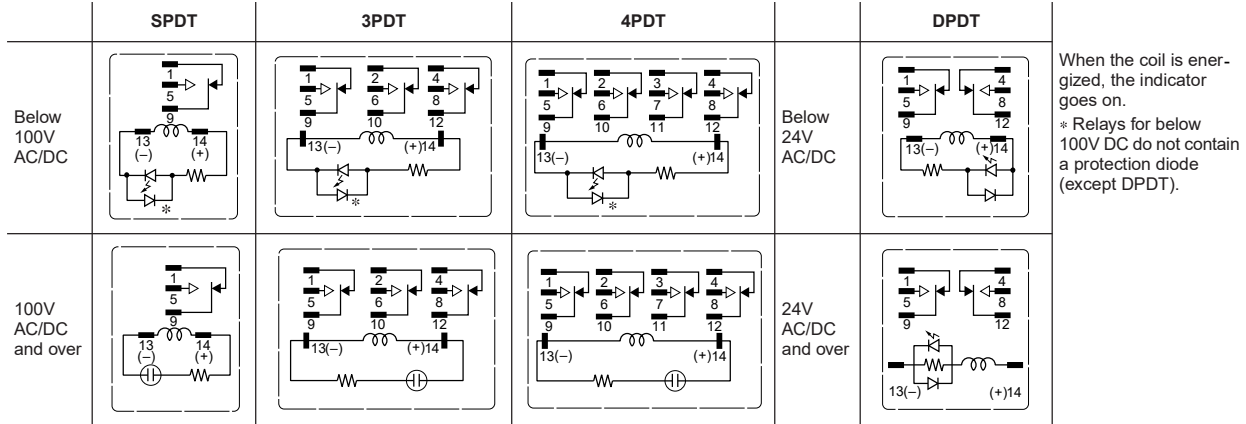 SPDT 3PDT 4PDT DPDT
Below
100V
AC/DC
1
5
9
13 14
(–) (+)
*
1 2 4
5 6 8
9 10 12
13(–) (+)14
*
1 2 3 4
5 6 7 8
9 10 11 12
13(–) (+)14
*
Below
24V
AC/DC
1 4
5 8
9 12
13(–) (+)14
When the coil is ener-
gized, the indicator
goes on.
* Relays for below
100V DC do not contain
a protection diode
(except DPDT).
100V
AC/DC
and over
1
5
9
13 14
(–) (+)
1 2 4
5 6 8
9 10 12
13(–) (+)14
1 2 3 4
5 6 7 8
9 10 11 12
13(–) (+)14
24V
AC/DC
and over
1 4
5 8
9 12
13(–) (+)14